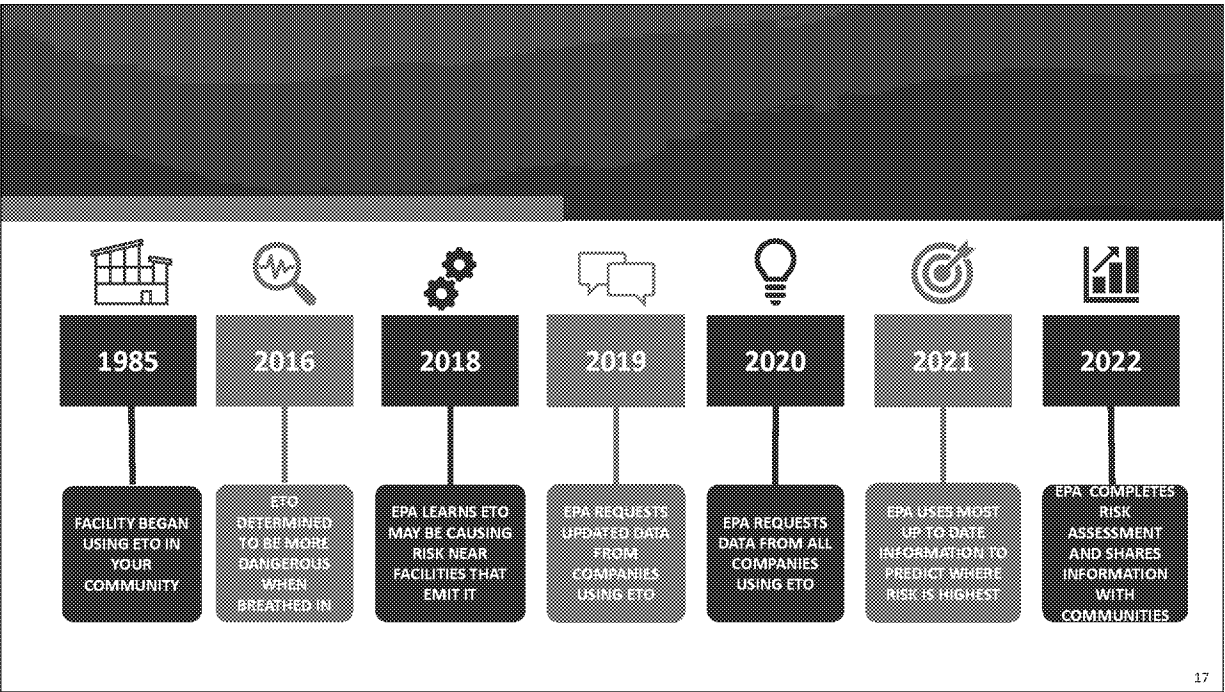 1985
2016
2018
2019
2020
2021
2022
FACILITY BEGAN
USING ETO IN
YOUR
COMMUNITY
ETO
DETERMINED
TO BE MORE
DANGEROUS
WHEN
BREATHED IN
EPA LEARNS ETO
MAY BE CAUSING
RISK NEAR
FACILITIES THAT
EMIT IT
EPA REQUESTS
UPDATED DATA
FROM
COMPANIES
USING ETO
EPA REQUESTS
DATA FROM ALL
COMPANIES
USING ETO
EPA USES MOST
UP TO DATE
INFORMATION TO
PREDICT WHERE
RISK IS HIGHEST
EPA COMPLETES
RISK
ASSESSMENT
AND SHARES
INFORMATION
WITH
COMMUNITIES
17